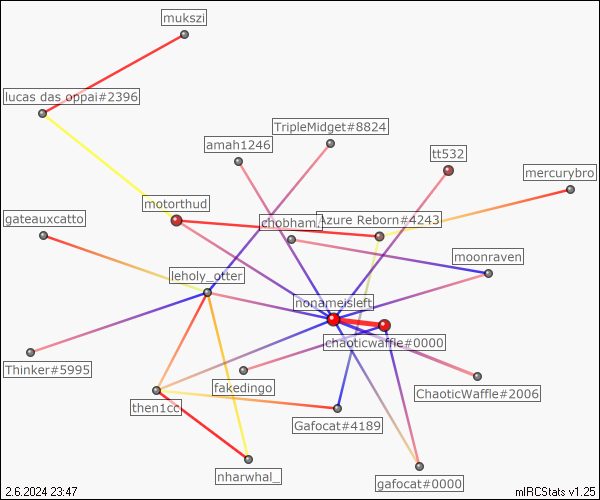 mukszi
lucas das oppai#2396
TripleMidget#8824
amah1246
tt532
mercurybro
motorthud
gateauxcatto
chobham.
Azure Reborn#4243
moonraven
leholy_otter
nonameisleft
chaoticwaffle#0000
Thinker#5995
fakedingo
ChaoticWaffle#2006
then1cc
Gafocat#4189
nharwhal_
gafocat#0000
2.6.2024 23:47
mIRCStats v1.25